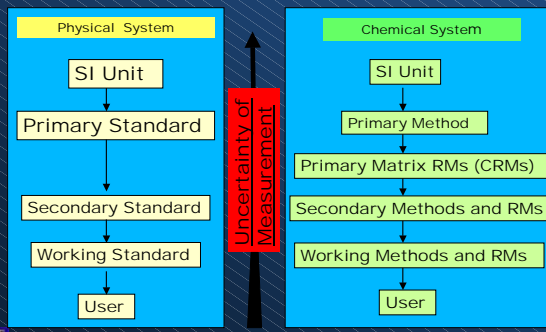 Physical System
SI Unit
Primary Standard
Secondary Standard
Working Standard
User
Uncertainty of
Measurement
Chemical System
SI Unit
Primary Method
Primary Matrix RMs (CRMs)
Secondary Methods and RMs
Working Methods and RMs
User